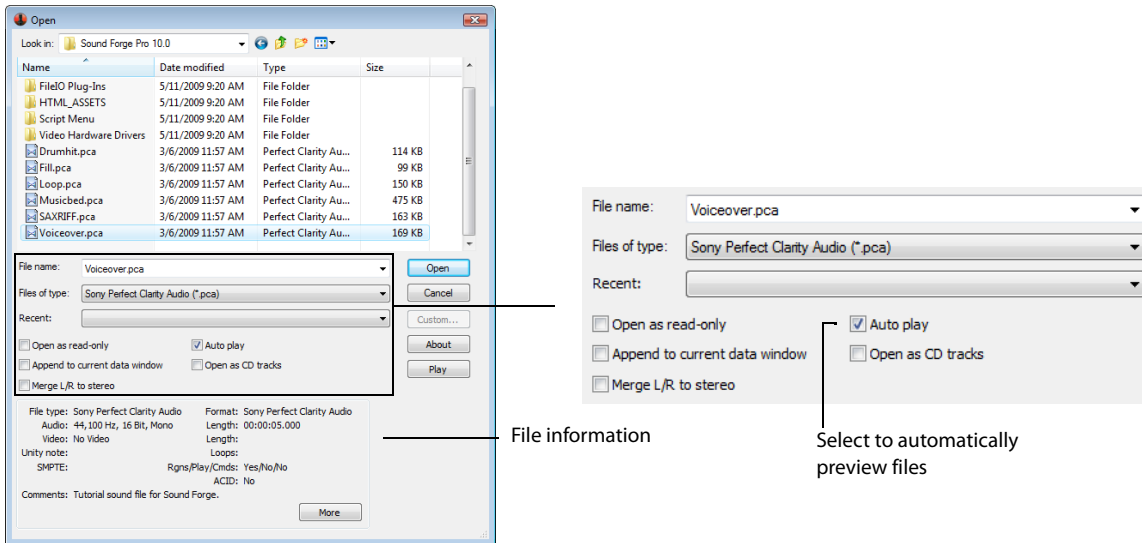 Open
Look in: Sound Forge Pro 10.0
Name Date modified Type Size
FileIO Plug-Ins 5/11/2009 9:20 AM File Folder
HTML_ASSETS 5/11/2009 9:20 AM File Folder
Script Menu 5/11/2009 9:20 AM File Folder
Video Hardware Drivers 5/11/2009 9:20 AM File Folder
Drumhit.pca 3/6/2009 11:57 AM Perfect Clarity Au... 114 KB
Fill.pca 3/6/2009 11:57 AM Perfect Clarity Au... 99 KB
Loop.pca 3/6/2009 11:57 AM Perfect Clarity Au... 150 KB
Musicbed.pca 3/6/2009 11:57 AM Perfect Clarity Au... 475 KB
SAXRIFF.pca 3/6/2009 11:57 AM Perfect Clarity Au... 163 KB
Voiceover.pca 3/6/2009 11:57 AM Perfect Clarity Au... 169 KB
File name: Voiceover.pca Open
Files of type: Sony Perfect Clarity Audio (*.pca) Cancel
Recent: Custom...
Open as read-only Auto play About
Append to current data window Open as CD tracks Play
Merge L/R to stereo
File type: Sony Perfect Clarity Audio Format: Sony Perfect Clarity Audio
Audio: 44,100 Hz, 16 Bit, Mono Length: 00:00:05.000
Video: No Video Length:
Unity note: Loops:
SMPTE: Rgns/Play/Cmds: Yes/No/No
ACID: No
Comments: Tutorial sound file for Sound Forge.
More
File information
File name: Voiceover.pca
Files of type: Sony Perfect Clarity Audio (*.pca)
Recent:
Open as read-only Auto play
Append to current data window Open as CD tracks
Merge L/R to stereo
Select to automatically
preview files